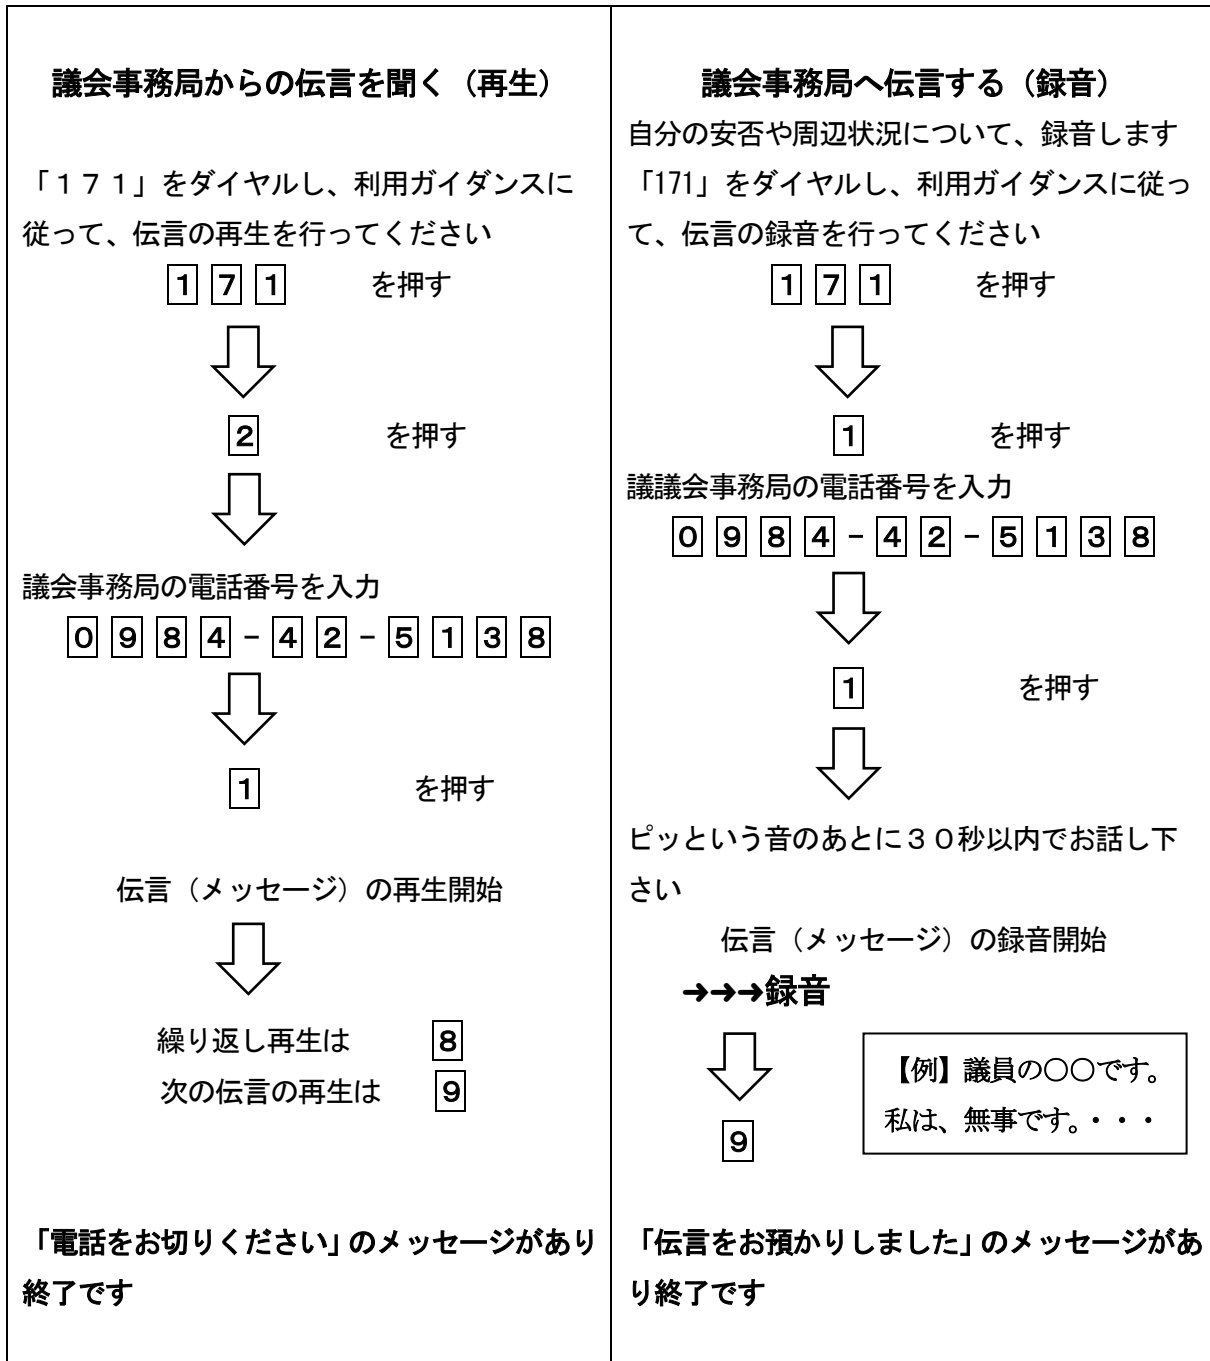 議会事務局からの伝言を聞く（再生）
「１７１」をダイヤルし、利用ガイダンスに
従って、伝言の再生を行ってください
1 7 1 を押す
2 を押す
議会事務局の電話番号を入力
0 9 8 4 - 4 2 - 5 1 3 8
1 を押す
伝言（メッセージ）の再生開始
繰り返し再生は 8
次の伝言の再生は 9
「電話をお切りください」のメッセージがあり
終了です
議会事務局へ伝言する（録音）
自分の安否や周辺状況について、録音します
「171」をダイヤルし、利用ガイダンスに従っ
て、伝言の録音を行ってください
1 7 1 を押す
1 を押す
議議会事務局の電話番号を入力
0 9 8 4 - 4 2 - 5 1 3 8
1 を押す
ピッという音のあとに３０秒以内でお話し下
さい
伝言（メッセージ）の録音開始
→→→録音
【例】議員の〇〇です。
私は、無事です。・・・
9
「伝言をお預かりしました」のメッセージがあ
り終了です